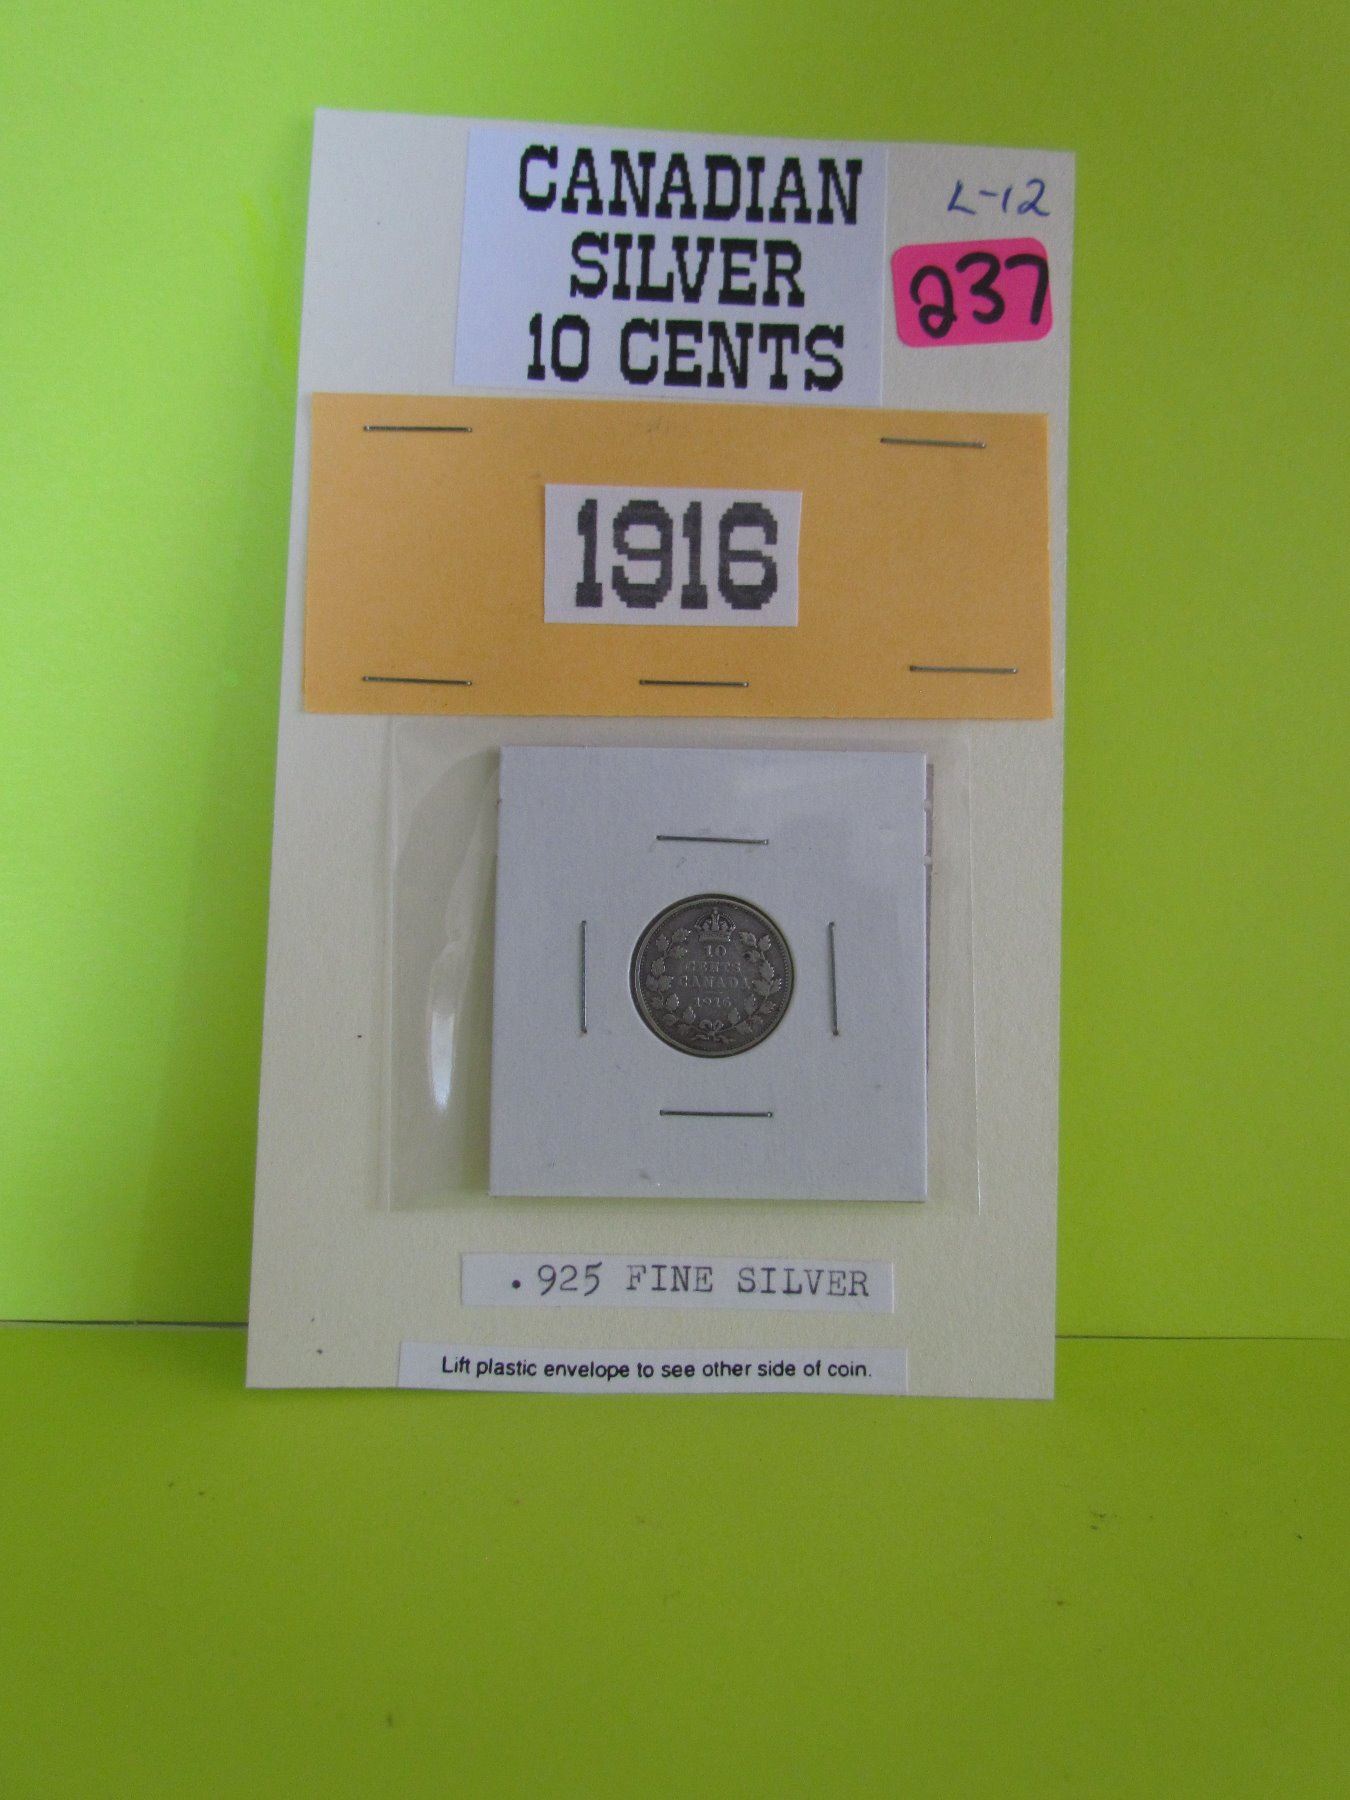 CANADIAN
SILVER
10 CENTS
L-12
237
1916
10
CENTS
CANADA
1916
.925 FINE SILVER
Lift plastic envelope to see other side of coin.